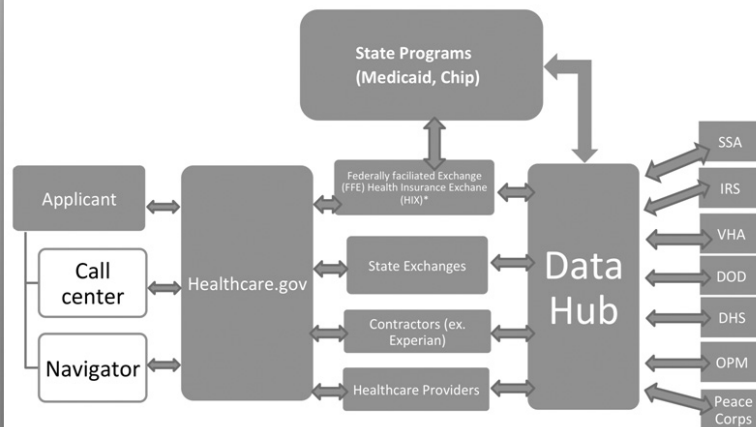 State Programs
(Medicaid, Chip)
Applicant
Call
center
Navigator
Healthcare.gov
Federally faciliated Exchange
(FFE) Health Insurance Exchane
(HIX)*
State Exchanges
Contractors (ex.
Experian)
Healthcare Providers
Data
Hub
SSA
IRS
VHA
DOD
DHS
OPM
Peace
Corps